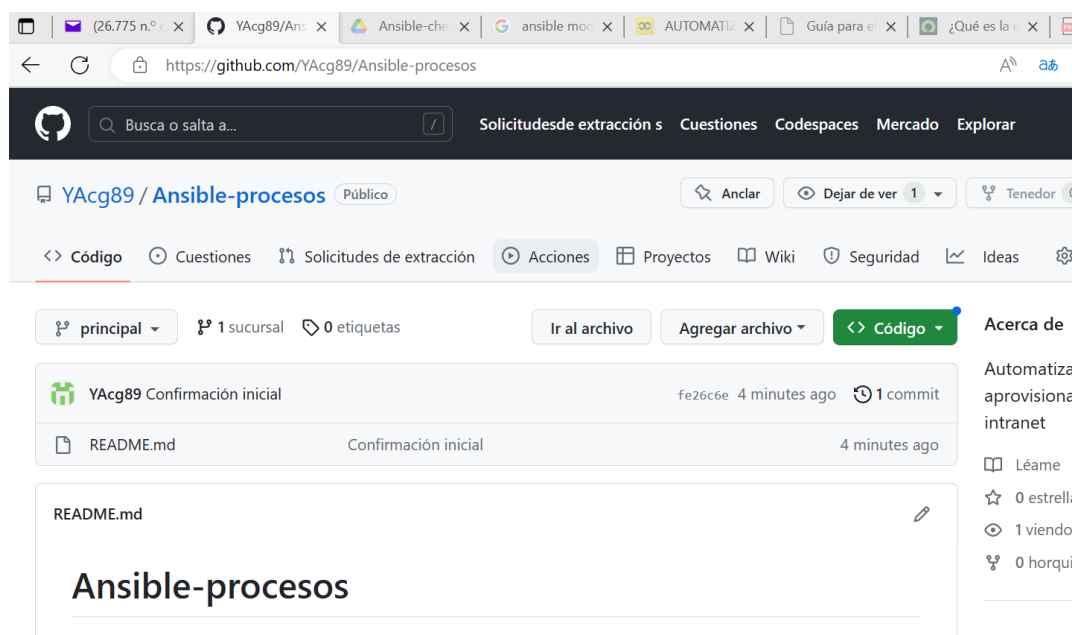 (26.775 n.º
YAcg89/Ans
Ansible-che
ansible mod
AUTOMATIZ
Guía para e
¿Qué es la
https://github.com/YAcg89/Ansible-procesos
Busca o salta a... /
Solicitudesde extracción s Cuestiones Codespaces Mercado Explorar
YAcg89 / Ansible-procesos Público
Anclar Dejar de ver 1 Tenedor
Código Cuestiones Solicitudes de extracción Acciones Proyectos Wiki Seguridad Ideas
principal 1 sucursal 0 etiquetas Ir al archivo Agregar archivo Código
YAcg89 Confirmación inicial fe26c6e 4 minutes ago 1 commit
README.md Confirmación inicial 4 minutes ago
README.md
Ansible-procesos
Acerca de
Automatiza
aprovisiona
intranet
Léame
0 estrella
1 viendo
0 horqui